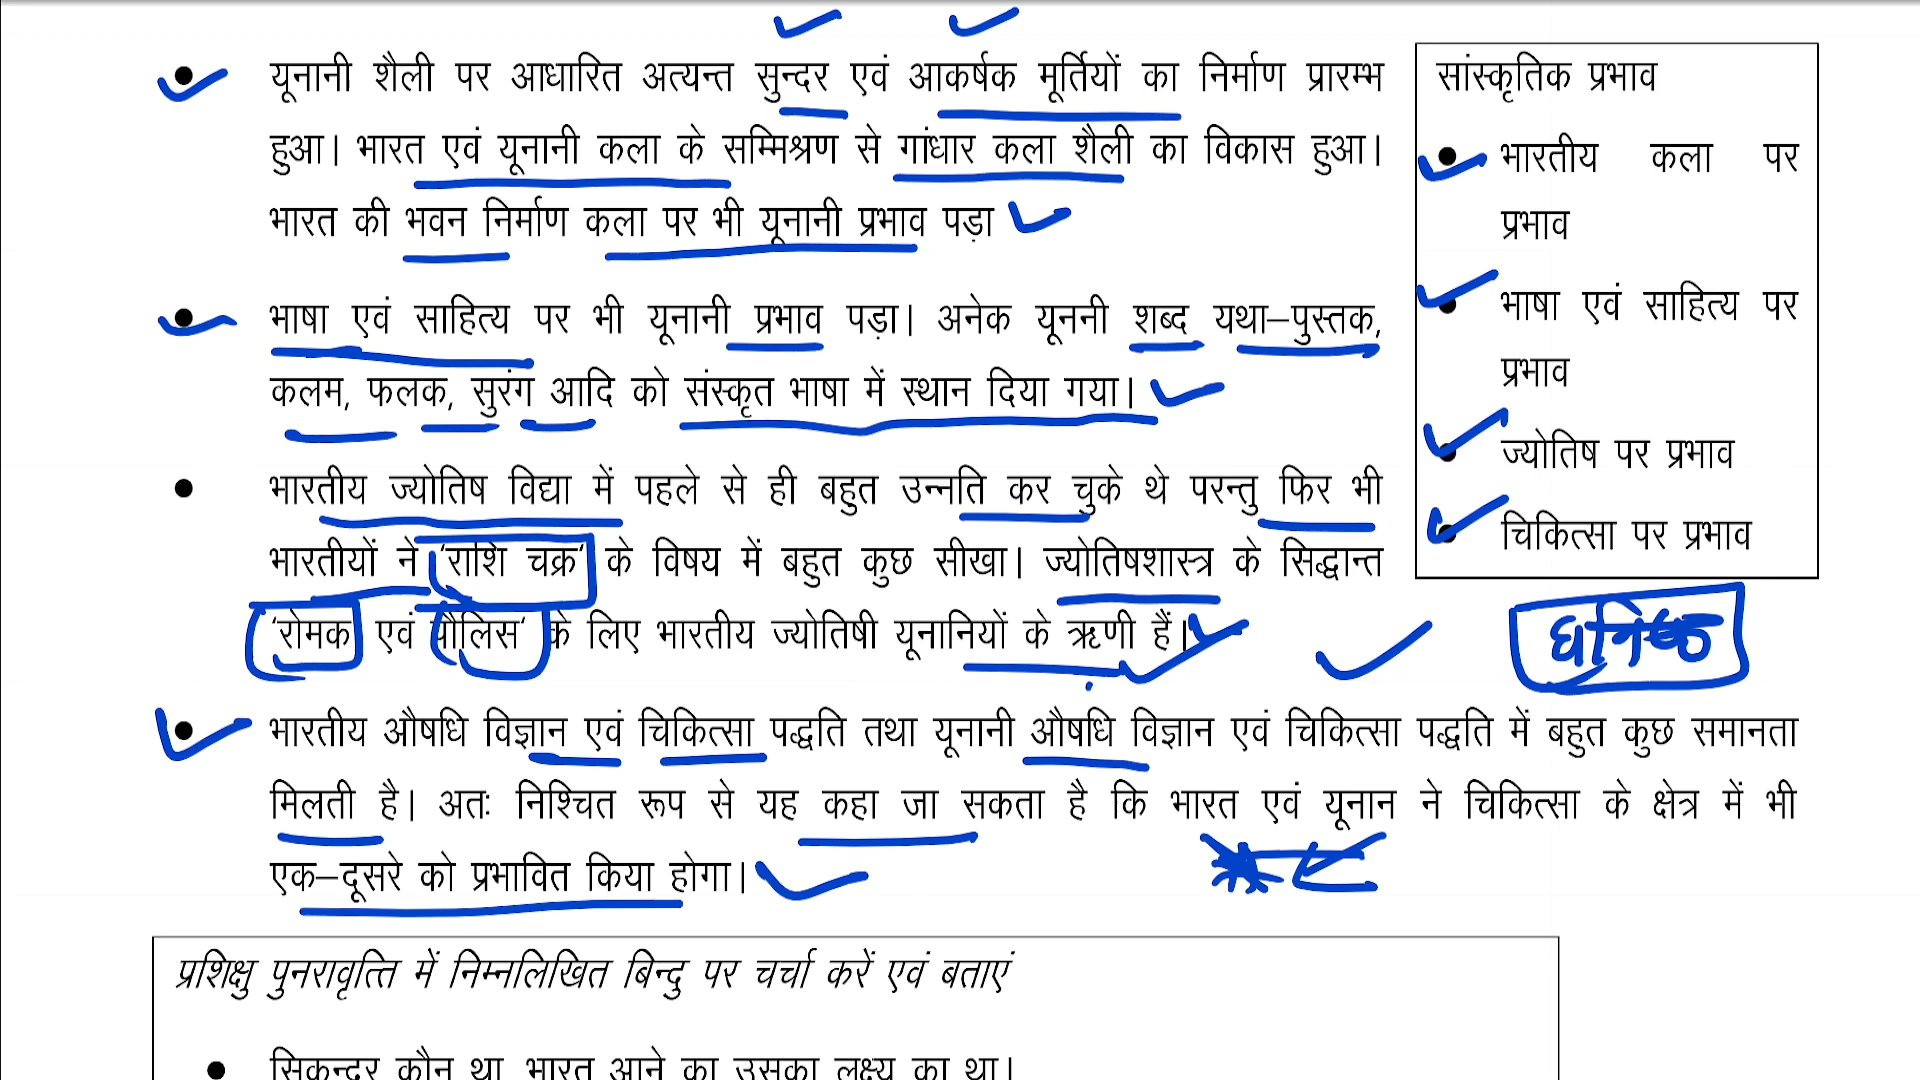 यूनानी शैली पर आधारित अत्यन्त सुन्दर एवं आकर्षक मूर्तियों का निर्माण प्रारम्भ
हुआ। भारत एवं यूनानी कला के सम्मिश्रण से गांधार कला शैली का विकास हुआ।
भारत की भवन निर्माण कला पर भी यूनानी प्रभाव पड़ा
भाषा एवं साहित्य पर भी यूनानी प्रभाव पड़ा। अनेक यूननी शब्द यथा–पुस्तक,
कलम, फलक, सुरंग आदि को संस्कृत भाषा में स्थान दिया गया।
भारतीय ज्योतिष विद्या में पहले से ही बहुत उन्नति कर चुके थे परन्तु फिर भी
भारतीयों ने 'राशि चक्र' के विषय में बहुत कुछ सीखा। ज्योतिषशास्त्र के सिद्धान्त
'रोमक एवं पौलिस' के लिए भारतीय ज्योतिषी यूनानियों के ऋणी हैं।
भारतीय औषधि विज्ञान एवं चिकित्सा पद्धति तथा यूनानी औषधि विज्ञान एवं चिकित्सा पद्धति में बहुत कुछ समानता
मिलती है। अतः निश्चित रूप से यह कहा जा सकता है कि भारत एवं यूनान ने चिकित्सा के क्षेत्र में भी
एक–दूसरे को प्रभावित किया होगा।
सांस्कृतिक प्रभाव
भारतीय कला पर
प्रभाव
भाषा एवं साहित्य पर
प्रभाव
ज्योतिष पर प्रभाव
चिकित्सा पर प्रभाव
प्रशिक्षु पुनरावृत्ति में निम्नलिखित बिन्दु पर चर्चा करें एवं बताएं
सिकन्दर कौन था, भारत आने का उसका लक्ष्य का था।